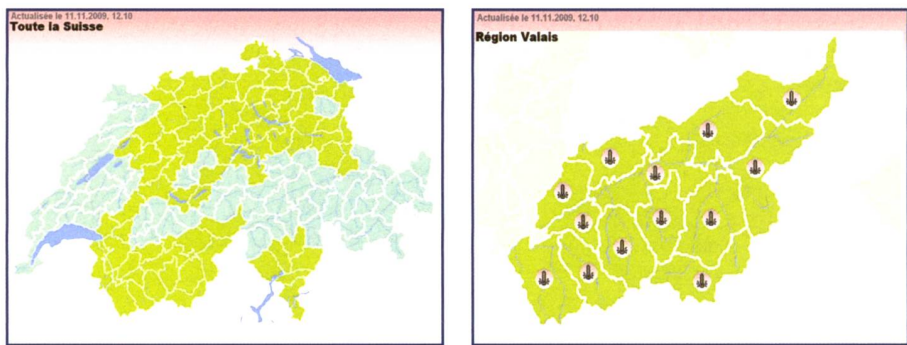 Actualisée le 11.11.2009, 12.10
Toute la Suisse
Actualisée le 11.11.2009, 12.10
Région Valais